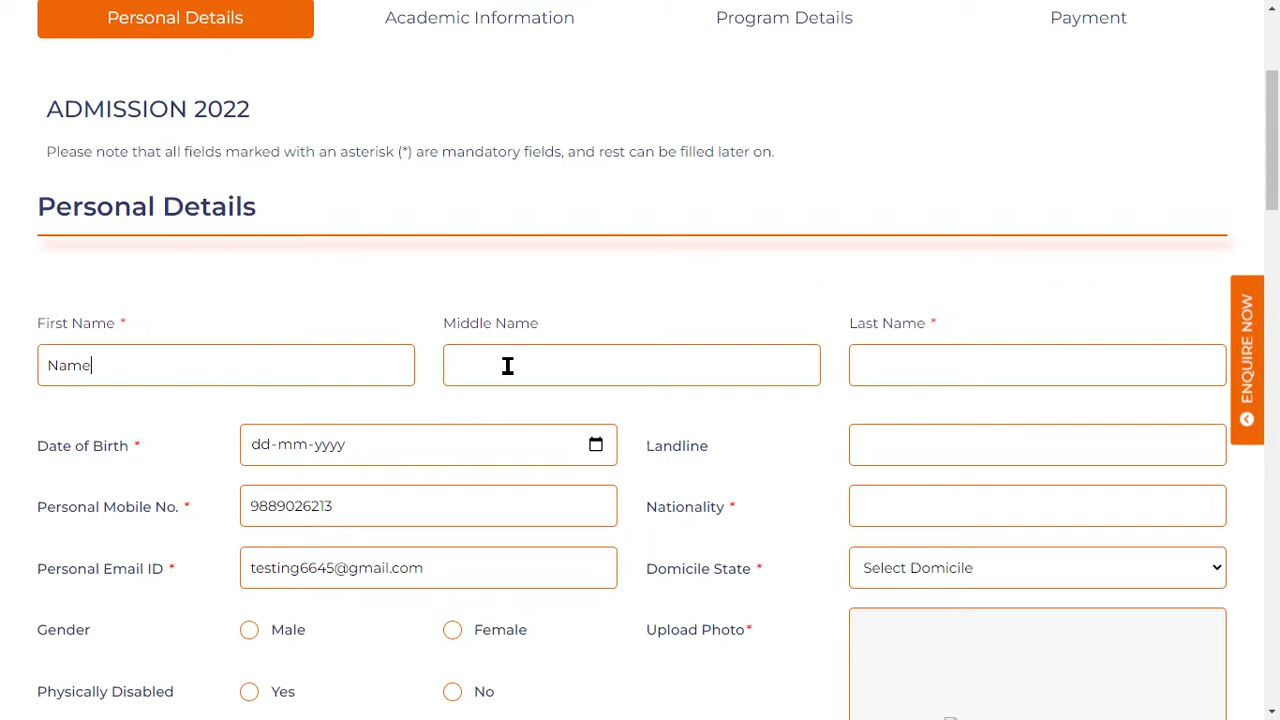 Personal Details Academic Information Program Details Payment
ADMISSION 2022
Please note that all fields marked with an asterisk (*) are mandatory fields, and rest can be filled later on.
Personal Details
First Name * Middle Name Last Name *
Name
ENQUIRE NOW
Date of Birth * dd-mm-yyyy Landline
Personal Mobile No. * 9889026213 Nationality *
Personal Email ID * testing6645@gmail.com Domicile State * Select Domicile
Gender Male Female Upload Photo*
Physically Disabled Yes No